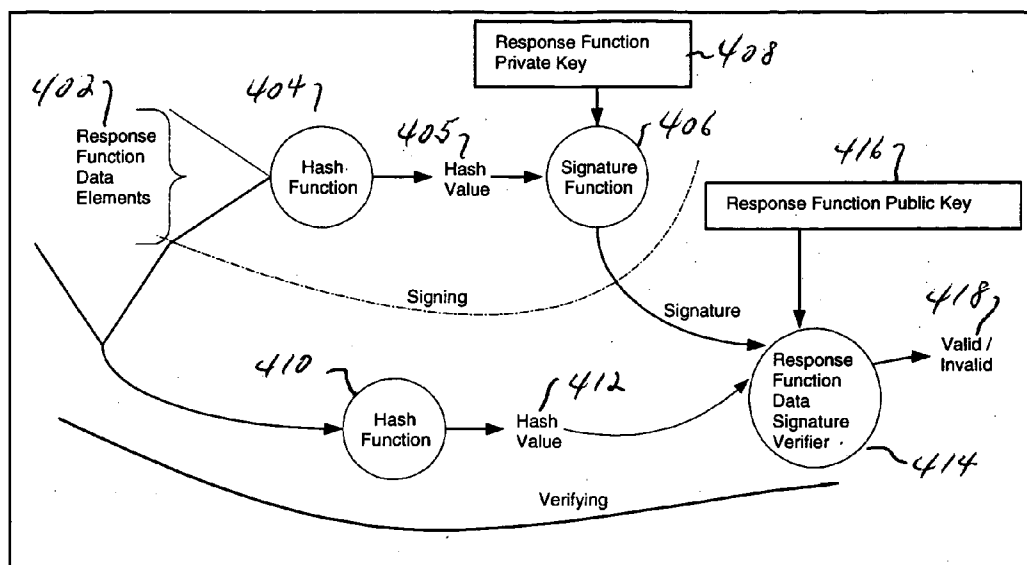 Response Function
Private Key
408
402
404
Response
Function
Data
Elements
405
406
Hash
Function
Hash
Value
Signature
Function
416
Response Function Public Key
Signing
Signature
418
Valid /
Invalid
410
412
Hash
Function
Hash
Value
Response
Function
Data
Signature
Verifier
414
Verifying